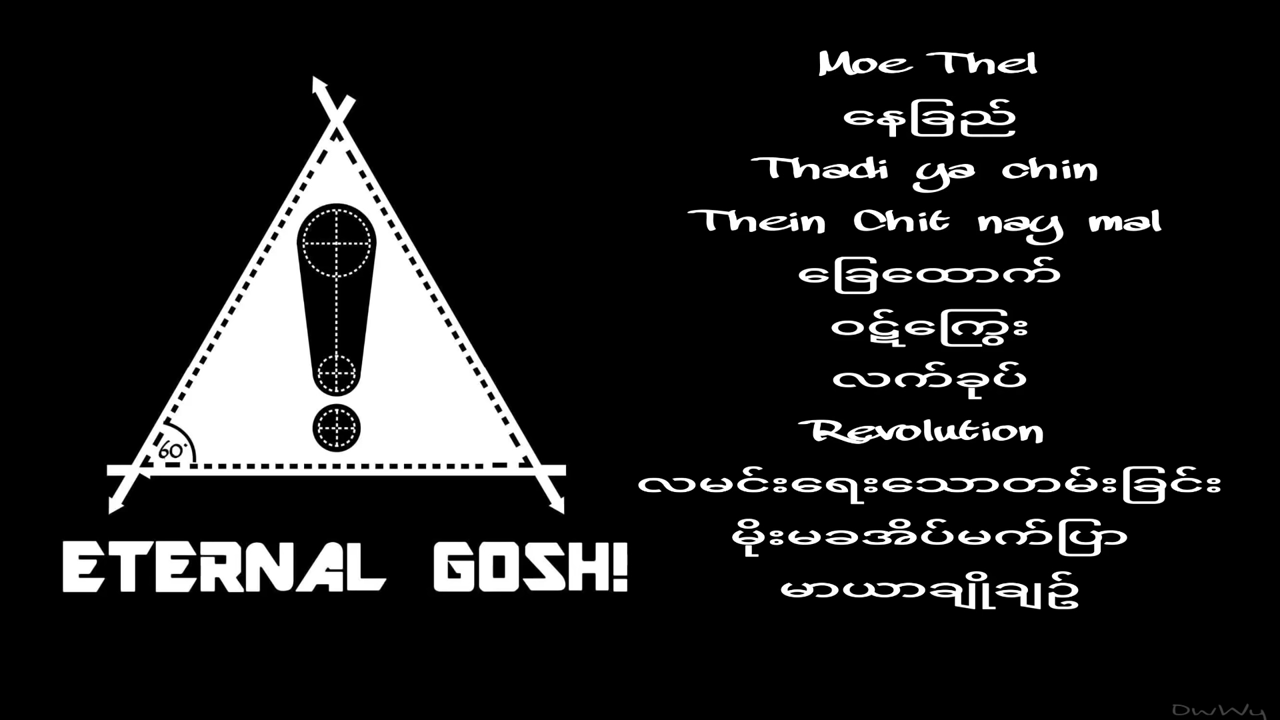 60°
ETERNAL GOSH!
Moe Thel
နေခြည်
Thadi ya chin
Thein Chit nay mal
ခြေထောက်
ဝဋ်ကြွေး
လက်ခုပ်
Revolution
လမင်းရေးသောတမ်းခြင်း
မိုးမခအိပ်မက်ပြာ
မာယာချိုချဉ်
DwWy